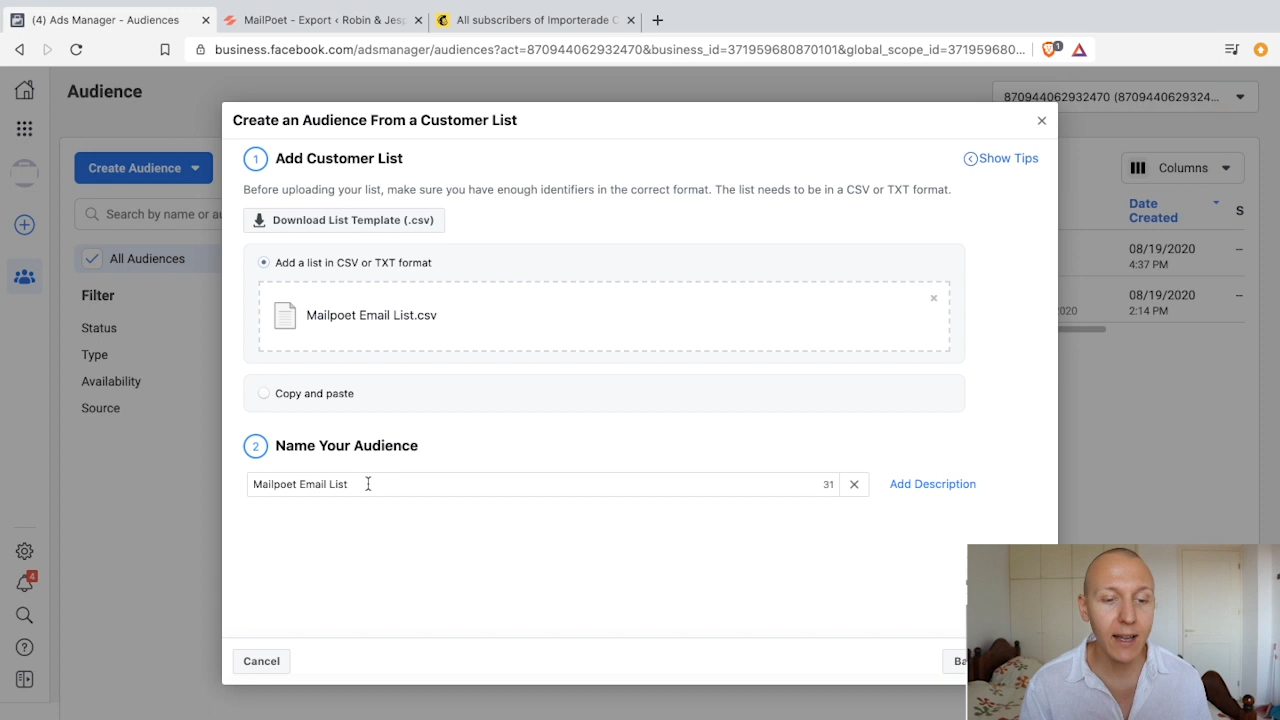 (4) Ads Manager - Audiences
MailPoet - Export ‹ Robin & Jesp
All subscribers of Importerade C
business.facebook.com/adsmanager/audiences?act=870944062932470&business_id=371959680870101&global_scope_id=371959680...
1
Audience
870944062932470 (8709440629324...
Create Audience
Columns
Search by name or au
Date
Created
S
All Audiences
08/19/2020
4:37 PM
--
Filter
08/19/2020
2:14 PM
--
020
Status
Type
Availability
Source
4
Create an Audience From a Customer List
1
Add Customer List
Show Tips
Before uploading your list, make sure you have enough identifiers in the correct format. The list needs to be in a CSV or TXT format.
Download List Template (.csv)
Add a list in CSV or TXT format
Mailpoet Email List.csv
Copy and paste
2
Name Your Audience
Mailpoet Email List
31
Add Description
Cancel
Ba